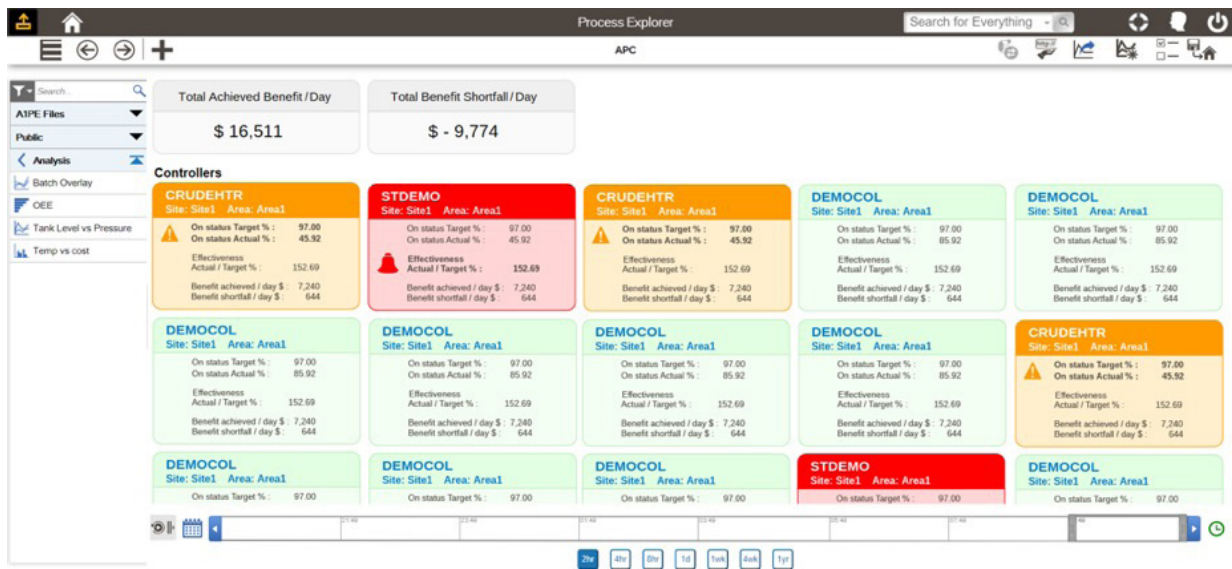 Process Explorer
Search for Everything
APC
Search...
A1PE Files
Public
Analysis
Batch Overlay
OEE
Tank Level vs Pressure
Temp vs cost
Total Achieved Benefit/Day
$ 16,511
Total Benefit Shortfall/Day
$ - 9,774
Controllers
CRUDEHTR
Site: Site1 Area: Area1
On status Target % : 97.00
On status Actual % : 45.92
Effectiveness
Actual / Target % : 152.69
Benefit achieved / day $ : 7,240
Benefit shortfall / day $ : 644
STDEMO
Site: Site1 Area: Area1
On status Target % : 97.00
On status Actual % : 45.92
Effectiveness
Actual / Target % : 152.69
Benefit achieved / day $ : 7,240
Benefit shortfall / day $ : 644
CRUDEHTR
Site: Site1 Area: Area1
On status Target % : 97.00
On status Actual % : 45.92
Effectiveness
Actual / Target % : 152.69
Benefit achieved / day $ : 7,240
Benefit shortfall / day $ : 644
DEMOCOL
Site: Site1 Area: Area1
On status Target % : 97.00
On status Actual % : 85.92
Effectiveness
Actual / Target % : 152.69
Benefit achieved / day $ : 7,240
Benefit shortfall / day $ : 644
DEMOCOL
Site: Site1 Area: Area1
On status Target % : 97.00
On status Actual % : 85.92
Effectiveness
Actual / Target % : 152.69
Benefit achieved / day $ : 7,240
Benefit shortfall / day $ : 644
DEMOCOL
Site: Site1 Area: Area1
On status Target % : 97.00
On status Actual % : 85.92
Effectiveness
Actual / Target % : 152.69
Benefit achieved / day $ : 7,240
Benefit shortfall / day $ : 644
DEMOCOL
Site: Site1 Area: Area1
On status Target % : 97.00
On status Actual % : 85.92
Effectiveness
Actual / Target % : 152.69
Benefit achieved / day $ : 7,240
Benefit shortfall / day $ : 644
DEMOCOL
Site: Site1 Area: Area1
On status Target % : 97.00
On status Actual % : 85.92
Effectiveness
Actual / Target % : 152.69
Benefit achieved / day $ : 7,240
Benefit shortfall / day $ : 644
DEMOCOL
Site: Site1 Area: Area1
On status Target % : 97.00
On status Actual % : 85.92
Effectiveness
Actual / Target % : 152.69
Benefit achieved / day $ : 7,240
Benefit shortfall / day $ : 644
CRUDEHTR
Site: Site1 Area: Area1
On status Target % : 97.00
On status Actual % : 45.92
Effectiveness
Actual / Target % : 152.69
Benefit achieved / day $ : 7,240
Benefit shortfall / day $ : 644
DEMOCOL
Site: Site1 Area: Area1
On status Target % : 97.00
DEMOCOL
Site: Site1 Area: Area1
On status Target % : 97.00
DEMOCOL
Site: Site1 Area: Area1
On status Target % : 97.00
STDEMO
Site: Site1 Area: Area1
On status Target % : 97.00
DEMOCOL
Site: Site1 Area: Area1
On status Target % : 97.00
2hr 4hr 8hr 1d 1wk 4wk 1yr